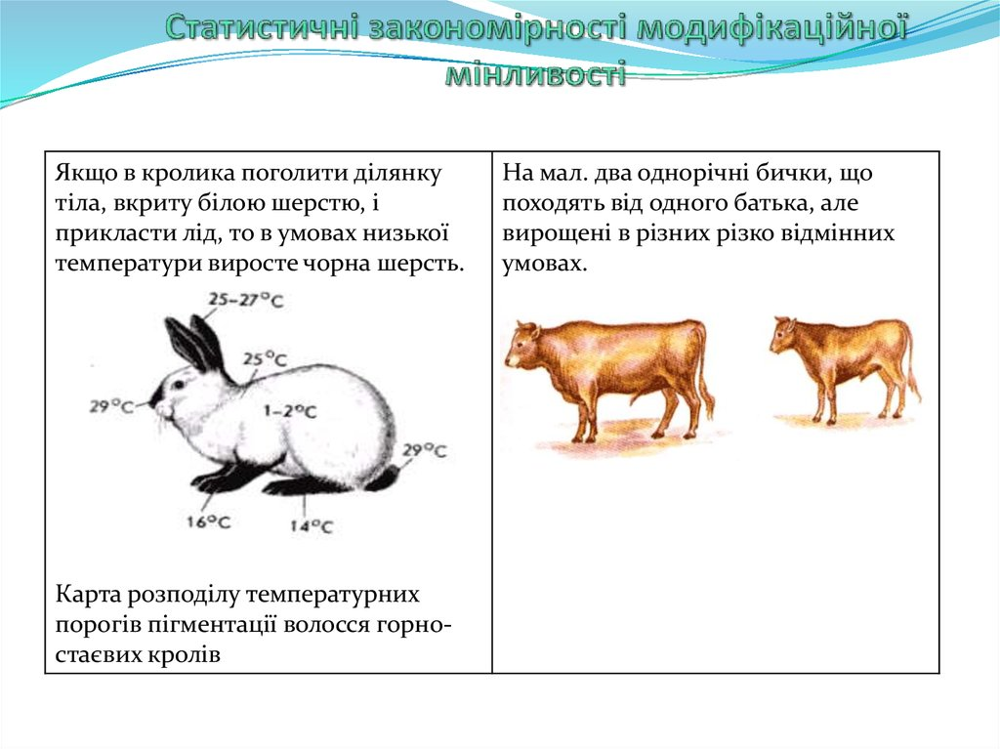 Статистичні закономірності модифікаційної
мінливості
Якщо в кролика поголити ділянку
тіла, вкриту білою шерстю, і
прикласти лід, то в умовах низької
температури виросте чорна шерсть.
25–27°C
25°C
29°C
1–2°C
29°C
16°C
14°C
Карта розподілу температурних
порогів пігментації волосся горно-
стаєвих кролів
На мал. два однорічні бички, що
походять від одного батька, але
вирощені в різних різко відмінних
умовах.